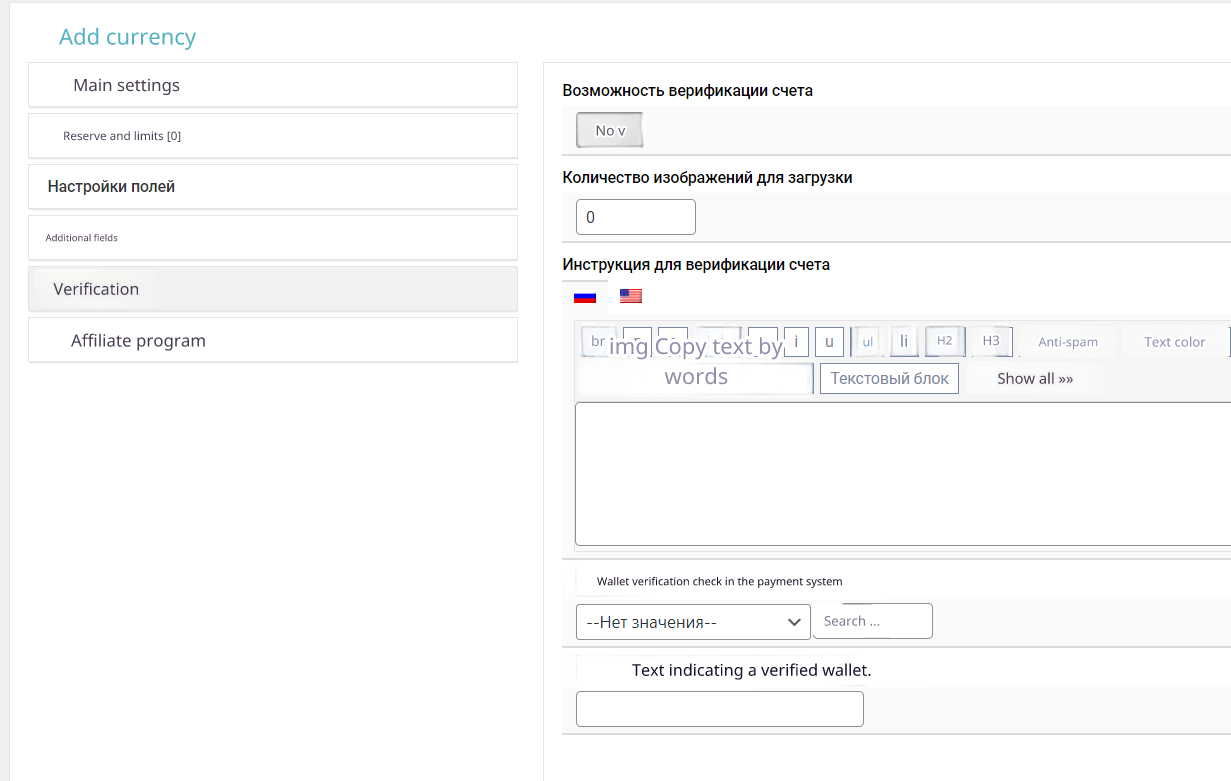 Add currency
Main settings
Reserve and limits [0]
Настройки полей
Additional fields
Verification
Affiliate program
Возможность верификации счета
No v
Количество изображений для загрузки
0
Инструкция для верификации счета
br img Copy text by words i u ul li H2 H3 Anti-spam Text color
Текстовый блок Show all »»
Wallet verification check in the payment system
--Нет значения-- Search ...
Text indicating a verified wallet.